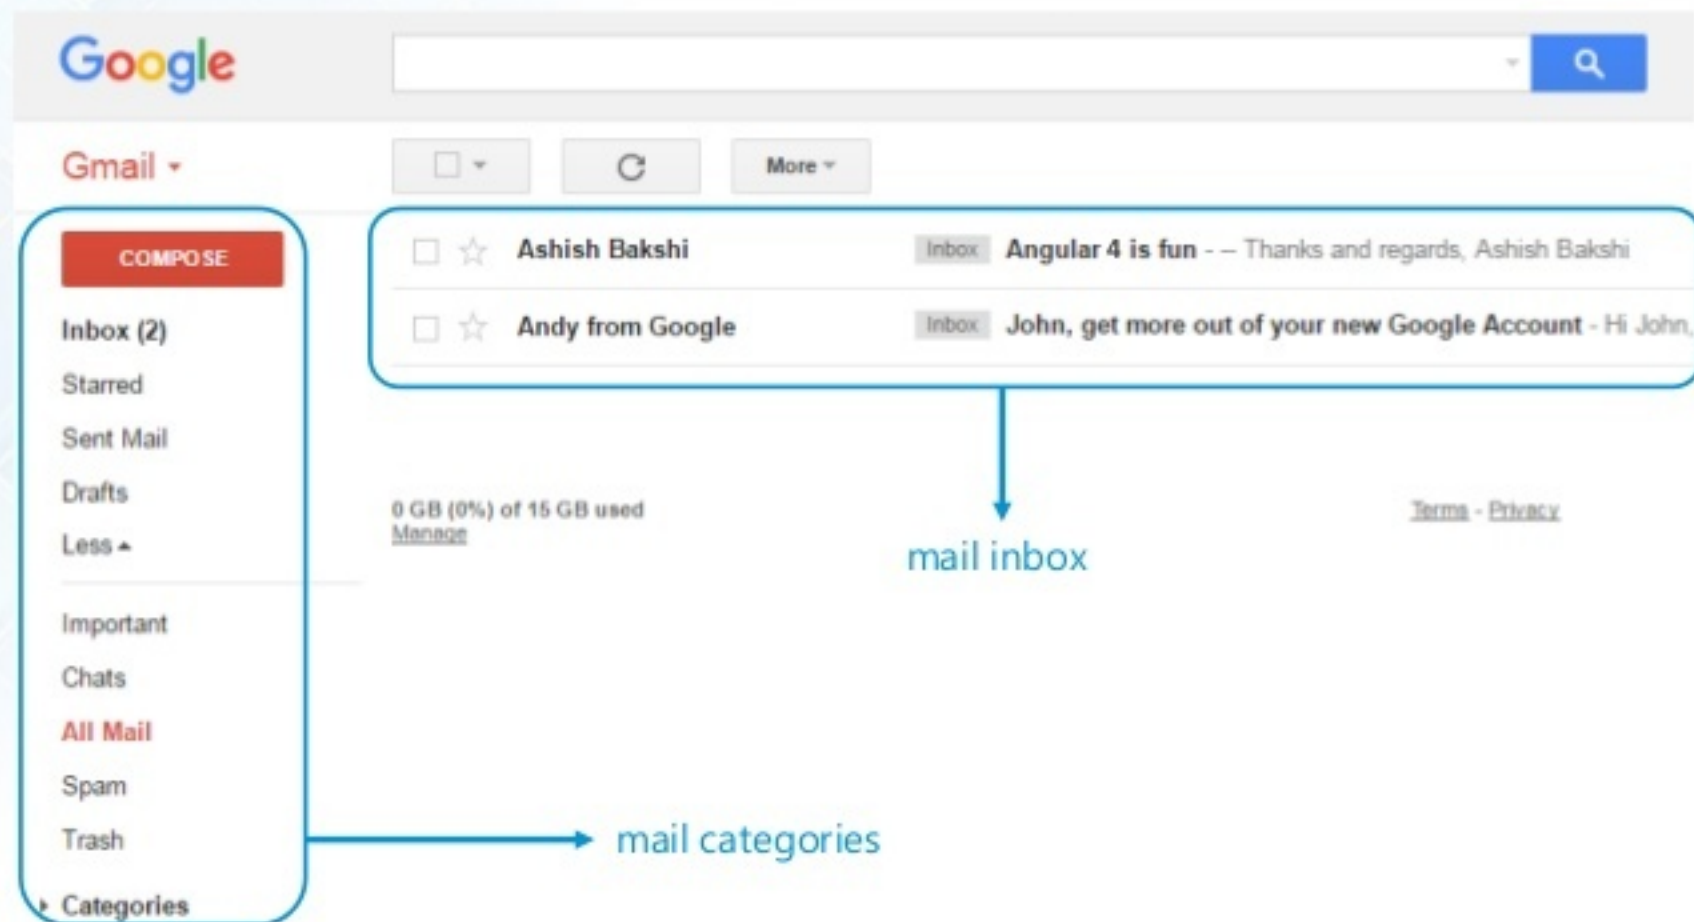 Google
Gmail
More
COMPOSE
Inbox (2)
Starred
Sent Mail
Drafts
Less
Important
Chats
All Mail
Spam
Trash
Categories
Ashish Bakshi Inbox Angular 4 is fun - – Thanks and regards, Ashish Bakshi
Andy from Google Inbox John, get more out of your new Google Account - Hi John,
0 GB (0%) of 15 GB used
Manage
Terms - Privacy
mail inbox
mail categories